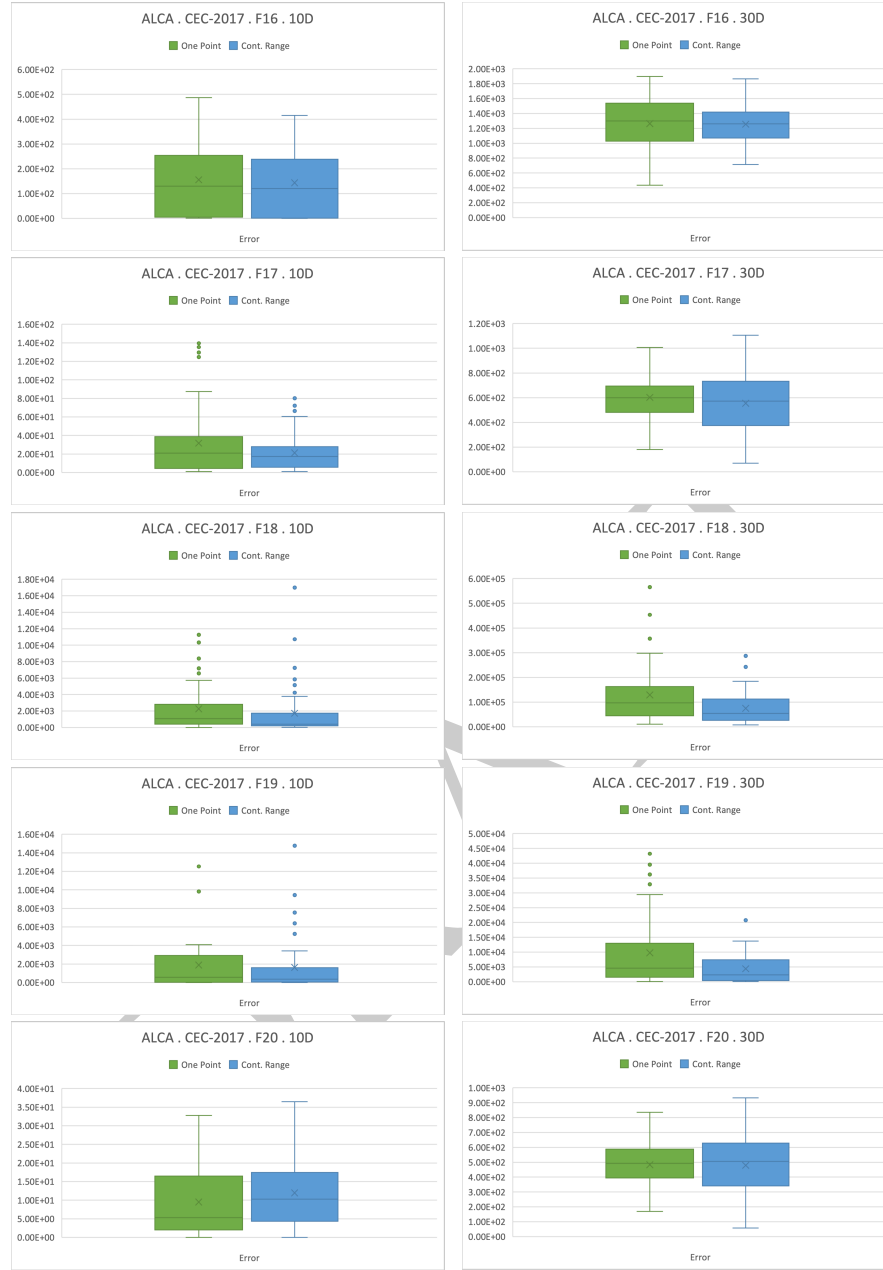 ALCA . CEC-2017 . F16 . 10D
One Point Cont. Range
6.00E+02
5.00E+02
4.00E+02
3.00E+02
2.00E+02
1.00E+02
0.00E+00
Error
ALCA . CEC-2017 . F16 . 30D
One Point Cont. Range
2.00E+03
1.80E+03
1.60E+03
1.40E+03
1.20E+03
1.00E+03
8.00E+02
6.00E+02
4.00E+02
2.00E+02
0.00E+00
Error
ALCA . CEC-2017 . F17 . 10D
One Point Cont. Range
1.60E+02
1.40E+02
1.20E+02
1.00E+02
8.00E+01
6.00E+01
4.00E+01
2.00E+01
0.00E+00
Error
ALCA . CEC-2017 . F17 . 30D
One Point Cont. Range
1.20E+03
1.00E+03
8.00E+02
6.00E+02
4.00E+02
2.00E+02
0.00E+00
Error
ALCA . CEC-2017 . F18 . 10D
One Point Cont. Range
1.80E+04
1.60E+04
1.40E+04
1.20E+04
1.00E+04
8.00E+03
6.00E+03
4.00E+03
2.00E+03
0.00E+00
Error
ALCA . CEC-2017 . F18 . 30D
One Point Cont. Range
6.00E+05
5.00E+05
4.00E+05
3.00E+05
2.00E+05
1.00E+05
0.00E+00
Error
ALCA . CEC-2017 . F19 . 10D
One Point Cont. Range
1.60E+04
1.40E+04
1.20E+04
1.00E+04
8.00E+03
6.00E+03
4.00E+03
2.00E+03
0.00E+00
Error
ALCA . CEC-2017 . F19 . 30D
One Point Cont. Range
5.00E+04
4.50E+04
4.00E+04
3.50E+04
3.00E+04
2.50E+04
2.00E+04
1.50E+04
1.00E+04
5.00E+03
0.00E+00
Error
ALCA . CEC-2017 . F20 . 10D
One Point Cont. Range
4.00E+01
3.50E+01
3.00E+01
2.50E+01
2.00E+01
1.50E+01
1.00E+01
5.00E+00
0.00E+00
Error
ALCA . CEC-2017 . F20 . 30D
One Point Cont. Range
1.00E+03
9.00E+02
8.00E+02
7.00E+02
6.00E+02
5.00E+02
4.00E+02
3.00E+02
2.00E+02
1.00E+02
0.00E+00
Error